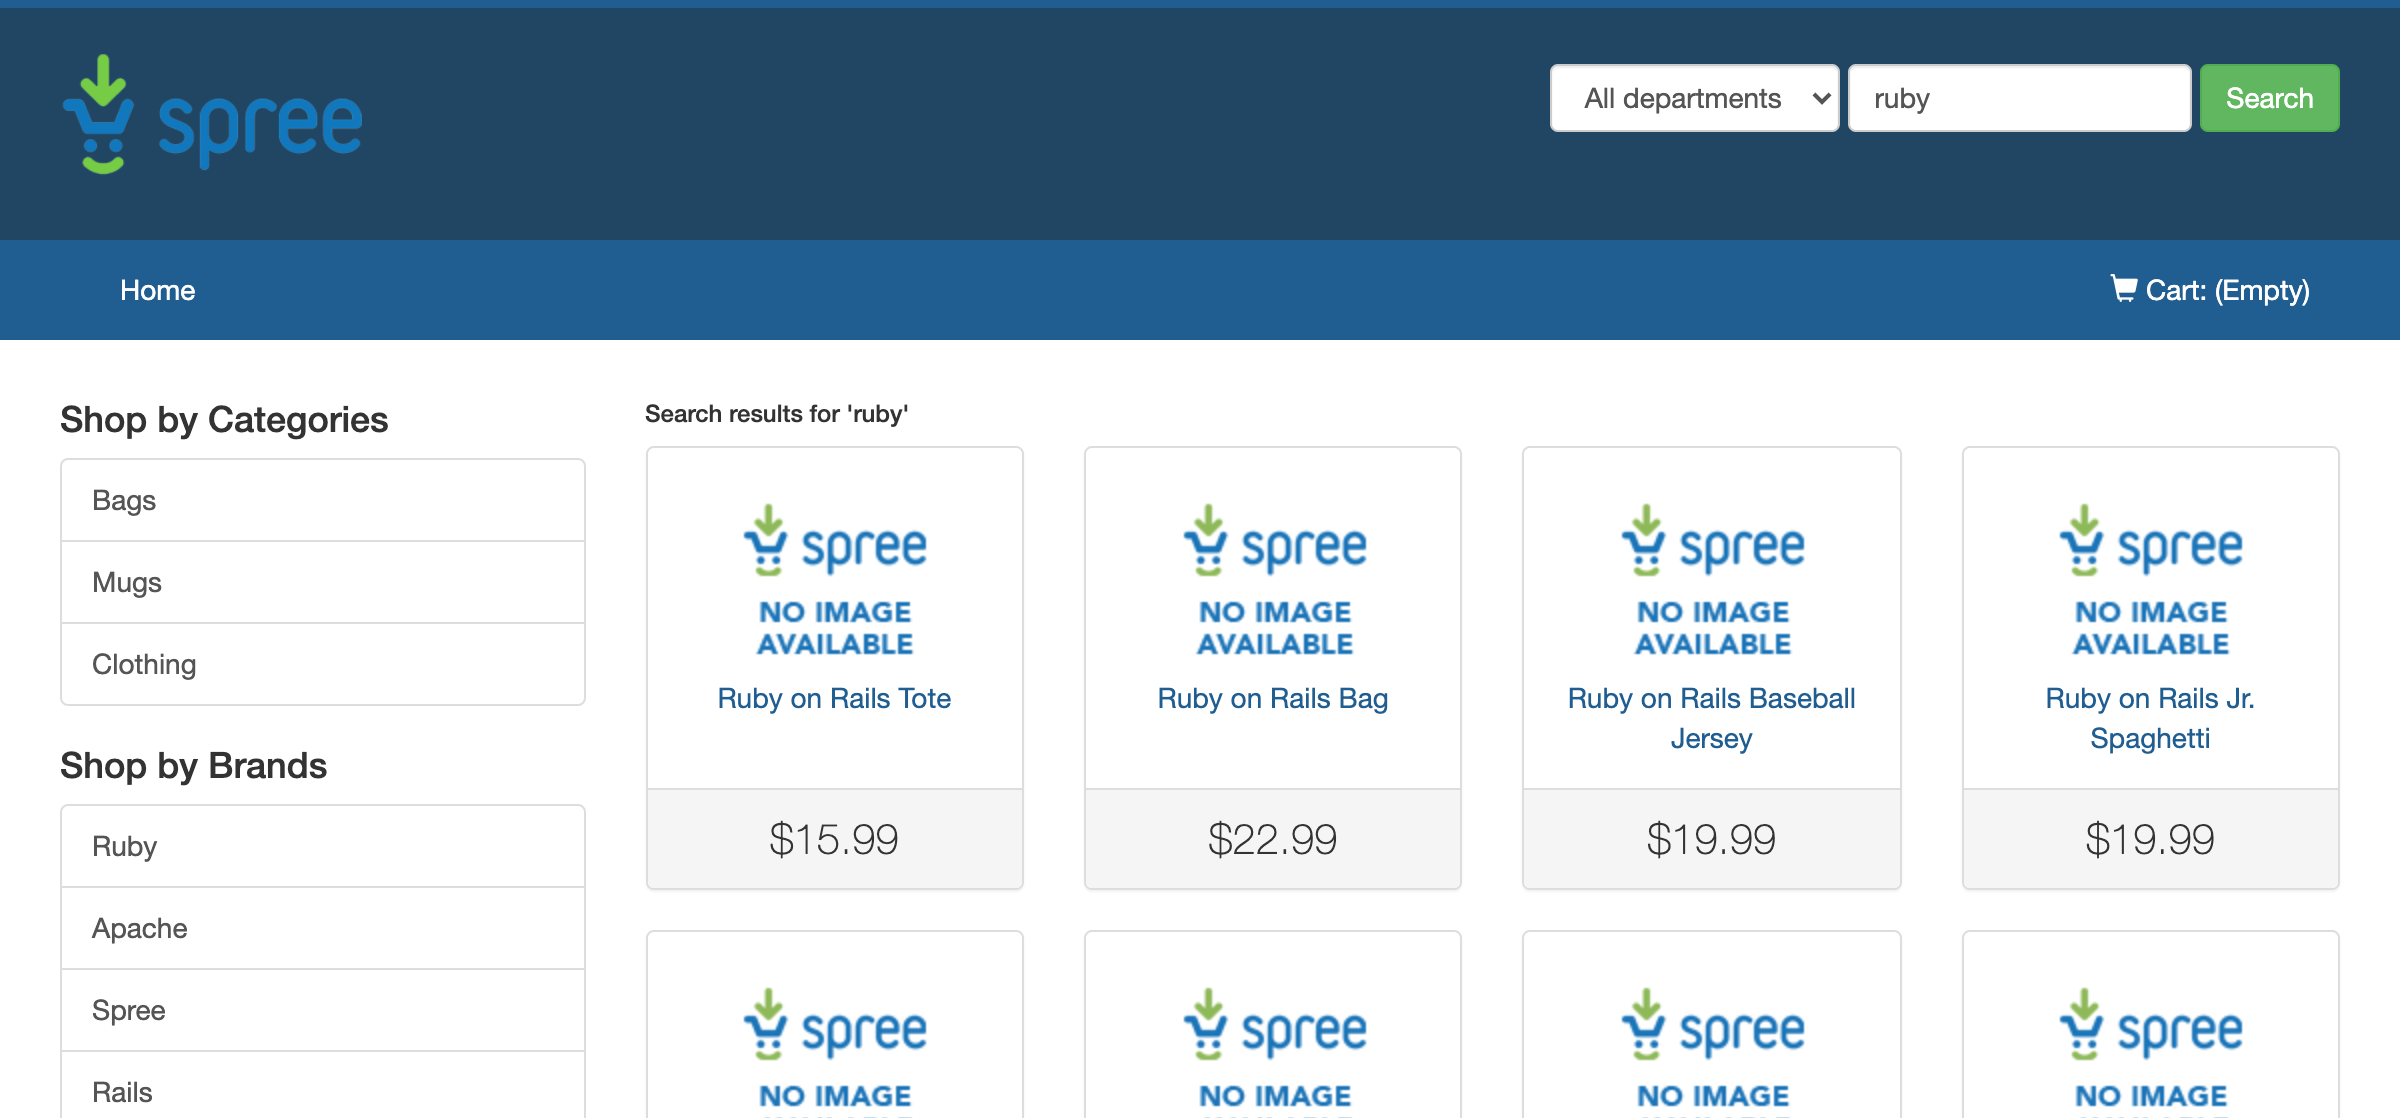 spree
All departments
ruby
Search
Home
Cart: (Empty)
Shop by Categories
Bags
Mugs
Clothing
Shop by Brands
Ruby
Apache
Spree
Rails
Search results for 'ruby'
spree
NO IMAGE
AVAILABLE
Ruby on Rails Tote
$15.99
spree
NO IMAGE
AVAILABLE
Ruby on Rails Bag
$22.99
spree
NO IMAGE
AVAILABLE
Ruby on Rails Baseball
Jersey
$19.99
spree
NO IMAGE
AVAILABLE
Ruby on Rails Jr.
Spaghetti
$19.99
spree
NO IMAGE
spree
NO IMAGE
spree
NO IMAGE
spree
NO IMAGE